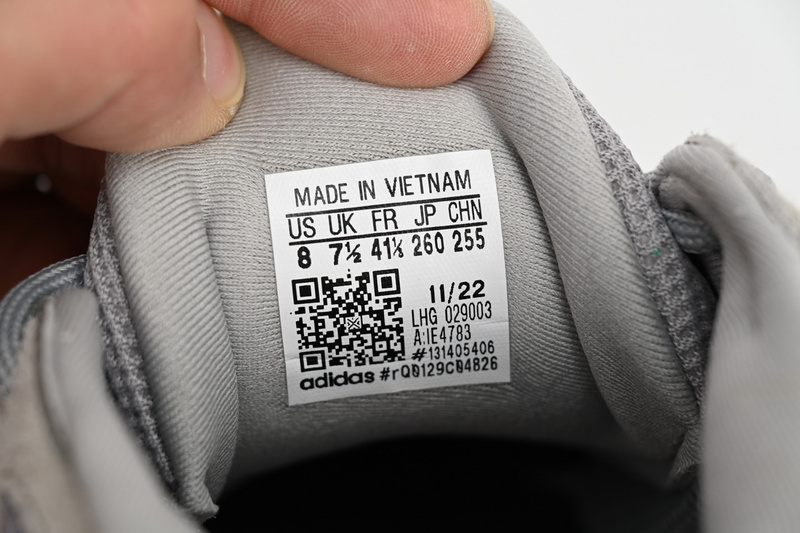 MADE IN VIETNAM
US UK FR JP CHN
8 7½ 41⅓ 260 255
11/22
LHG 029003
A:IE4783
#131405406
adidas #rQ0129C04826